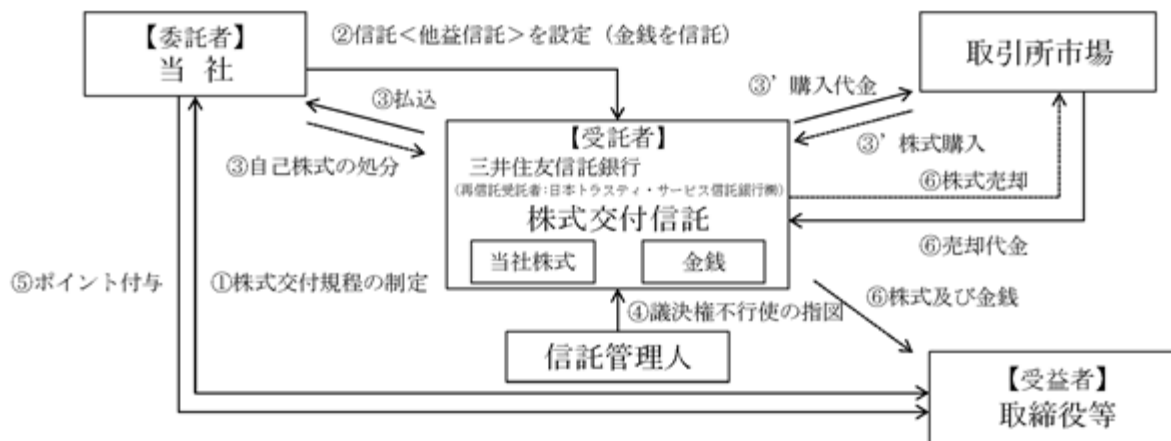 【委託者】
当 社
②信託<他益信託>を設定(金銭を信託)
取引所市場
③払込
③’購入代金
【受託者】
三井住友信託銀行
(再信託受託者:日本トラスティ・サービス信託銀行㈱)
株式交付信託
当社株式
金銭
③自己株式の処分
③’株式購入
⑥株式売却
⑥売却代金
⑤ポイント付与
①株式交付規程の制定
④議決権不行使の指図
⑥株式及び金銭
信託管理人
【受益者】
取締役等